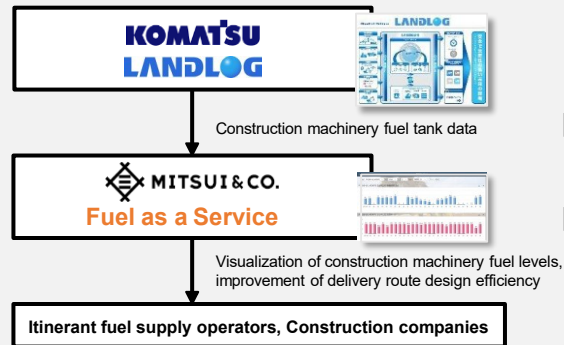 KOMATSU
LANDLOG
LANDLOG
Construction machinery fuel tank data
MITSUI & CO.
Fuel as a Service
Visualization of construction machinery fuel levels,
improvement of delivery route design efficiency
Itinerant fuel supply operators, Construction companies